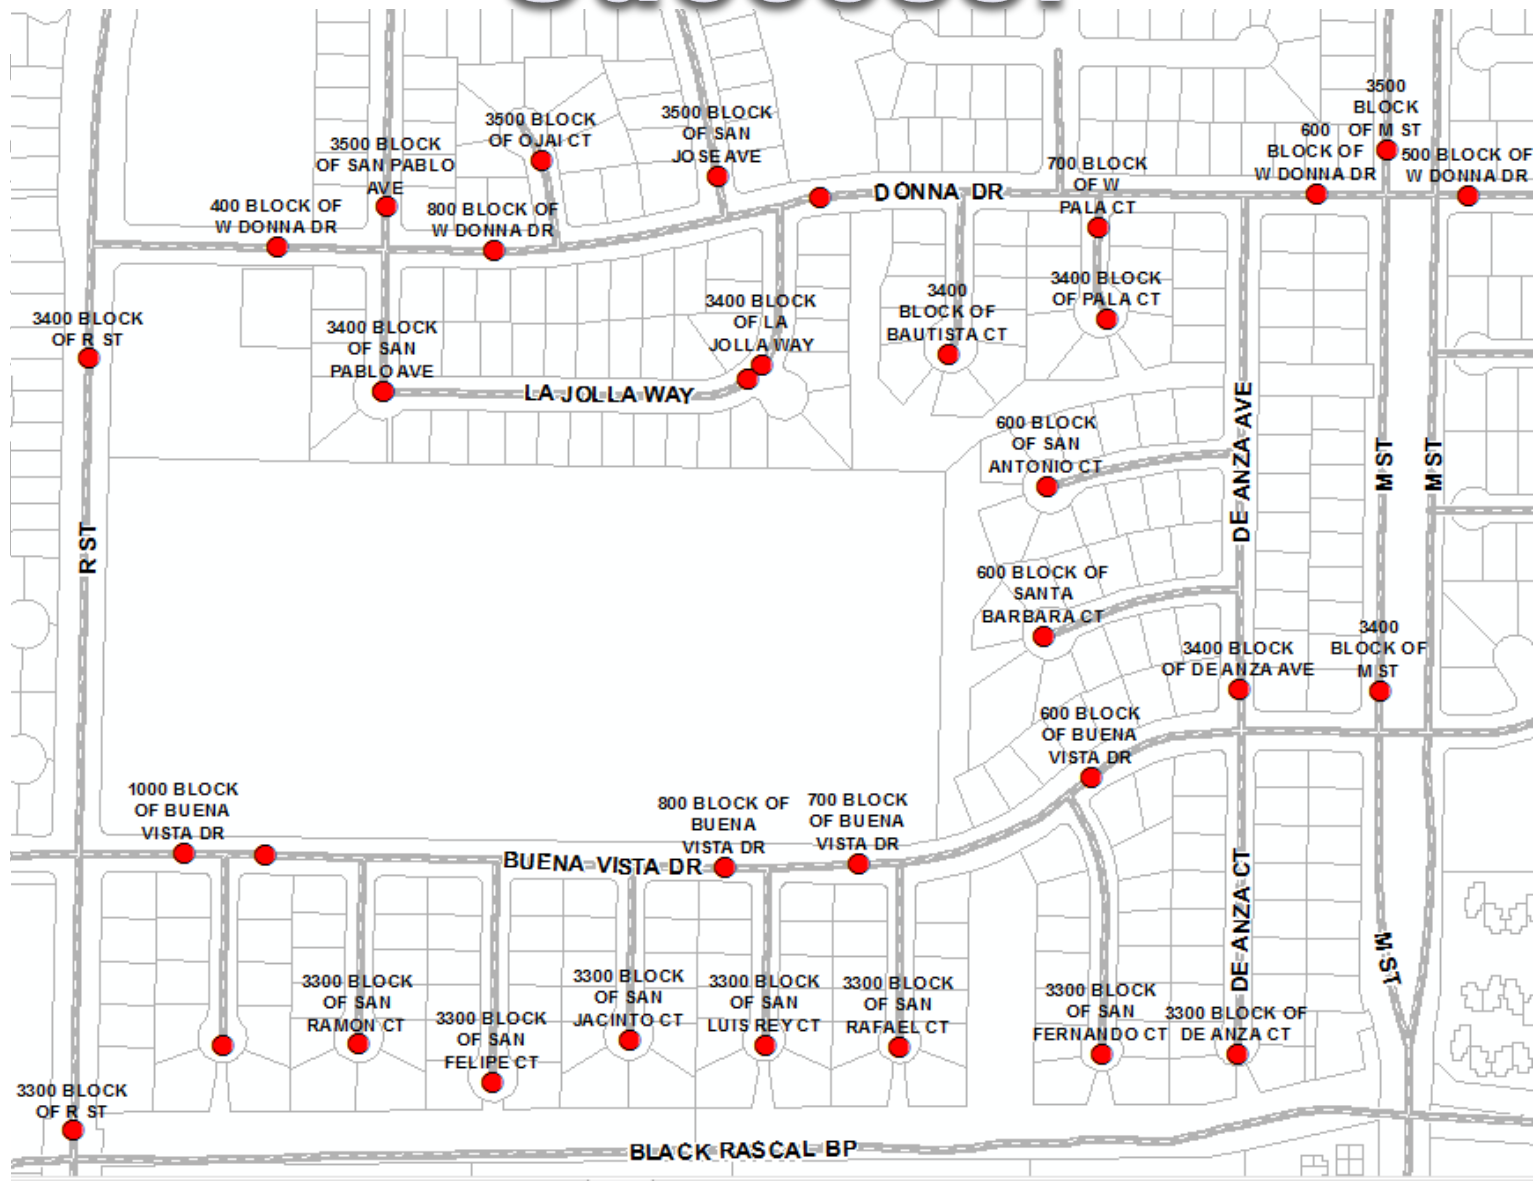 3500 BLOCK
OF M ST
3500 BLOCK
OF SAN
JOSE AVE
3500 BLOCK
OF OJAI CT
3500 BLOCK
OF SAN PABLO
AVE
600
BLOCK OF
W DONNA DR
500 BLOCK OF
W DONNA DR
700 BLOCK
OF W
PALA CT
DONNA DR
400 BLOCK OF
W DONNA DR
800 BLOCK OF
W DONNA DR
3400 BLOCK
OF PALA CT
3400
BLOCK OF
BAUTISTA CT
3400 BLOCK
OF LA
JOLLA WAY
3400 BLOCK
OF R ST
3400 BLOCK
OF SAN
PABLO AVE
LA JOLLA WAY
DE ANZA AVE
600 BLOCK
OF SAN
ANTONIO CT
M ST
M ST
R ST
600 BLOCK OF
SANTA
BARBARA CT
3400 BLOCK
OF DE ANZA AVE
3400
BLOCK OF
M ST
600 BLOCK
OF BUENA
VISTA DR
1000 BLOCK
OF BUENA
VISTA DR
800 BLOCK OF
BUENA
VISTA DR
700 BLOCK
OF BUENA
VISTA DR
BUENA VISTA DR
DE ANZA CT
M ST
3300 BLOCK
OF SAN
RAMON CT
3300 BLOCK
OF SAN
FELIPE CT
3300 BLOCK
OF SAN
JACINTO CT
3300 BLOCK
OF SAN
LUIS REY CT
3300 BLOCK
OF SAN
RAFAEL CT
3300 BLOCK
OF SAN
FERNANDO CT
3300 BLOCK OF
DE ANZA CT
3300 BLOCK
OF R ST
BLACK RASCAL BP